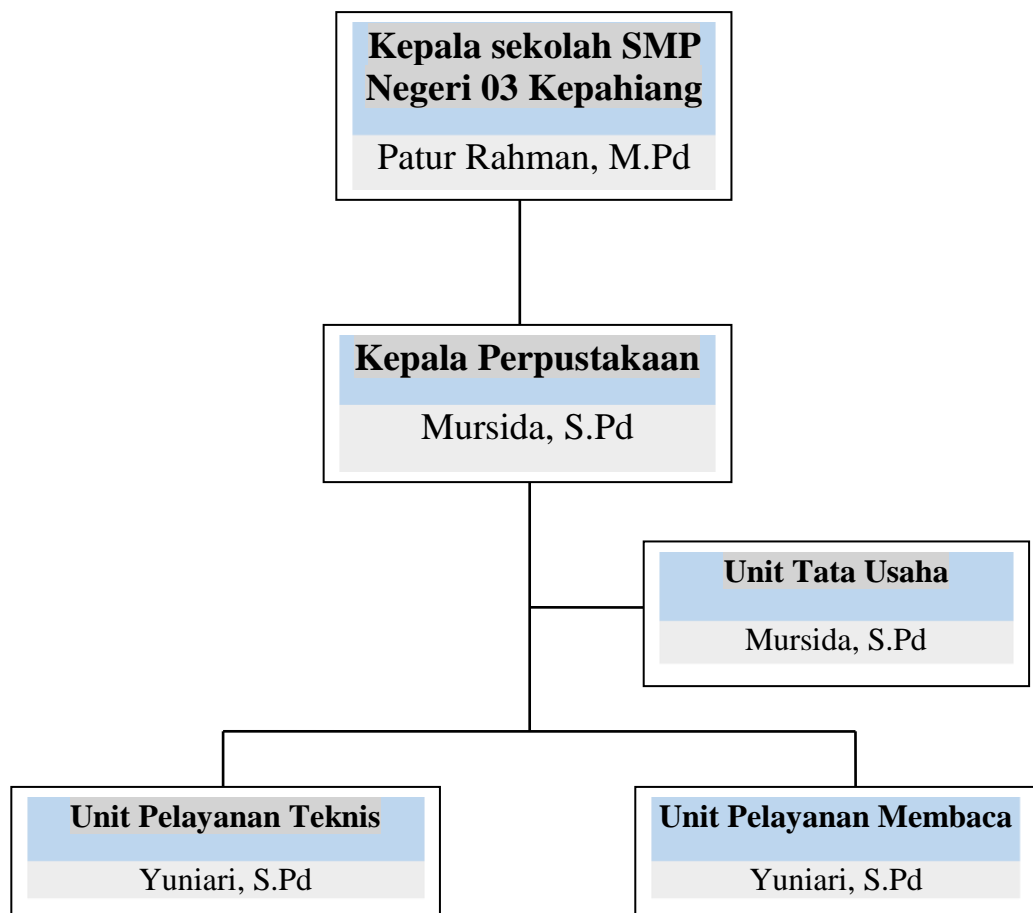 Kepala sekolah SMP
Negeri 03 Kepahiang
Patur Rahman, M.Pd
Kepala Perpustakaan
Mursida, S.Pd
Unit Tata Usaha
Mursida, S.Pd
Unit Pelayanan Teknis
Yuniari, S.Pd
Unit Pelayanan Membaca
Yuniari, S.Pd